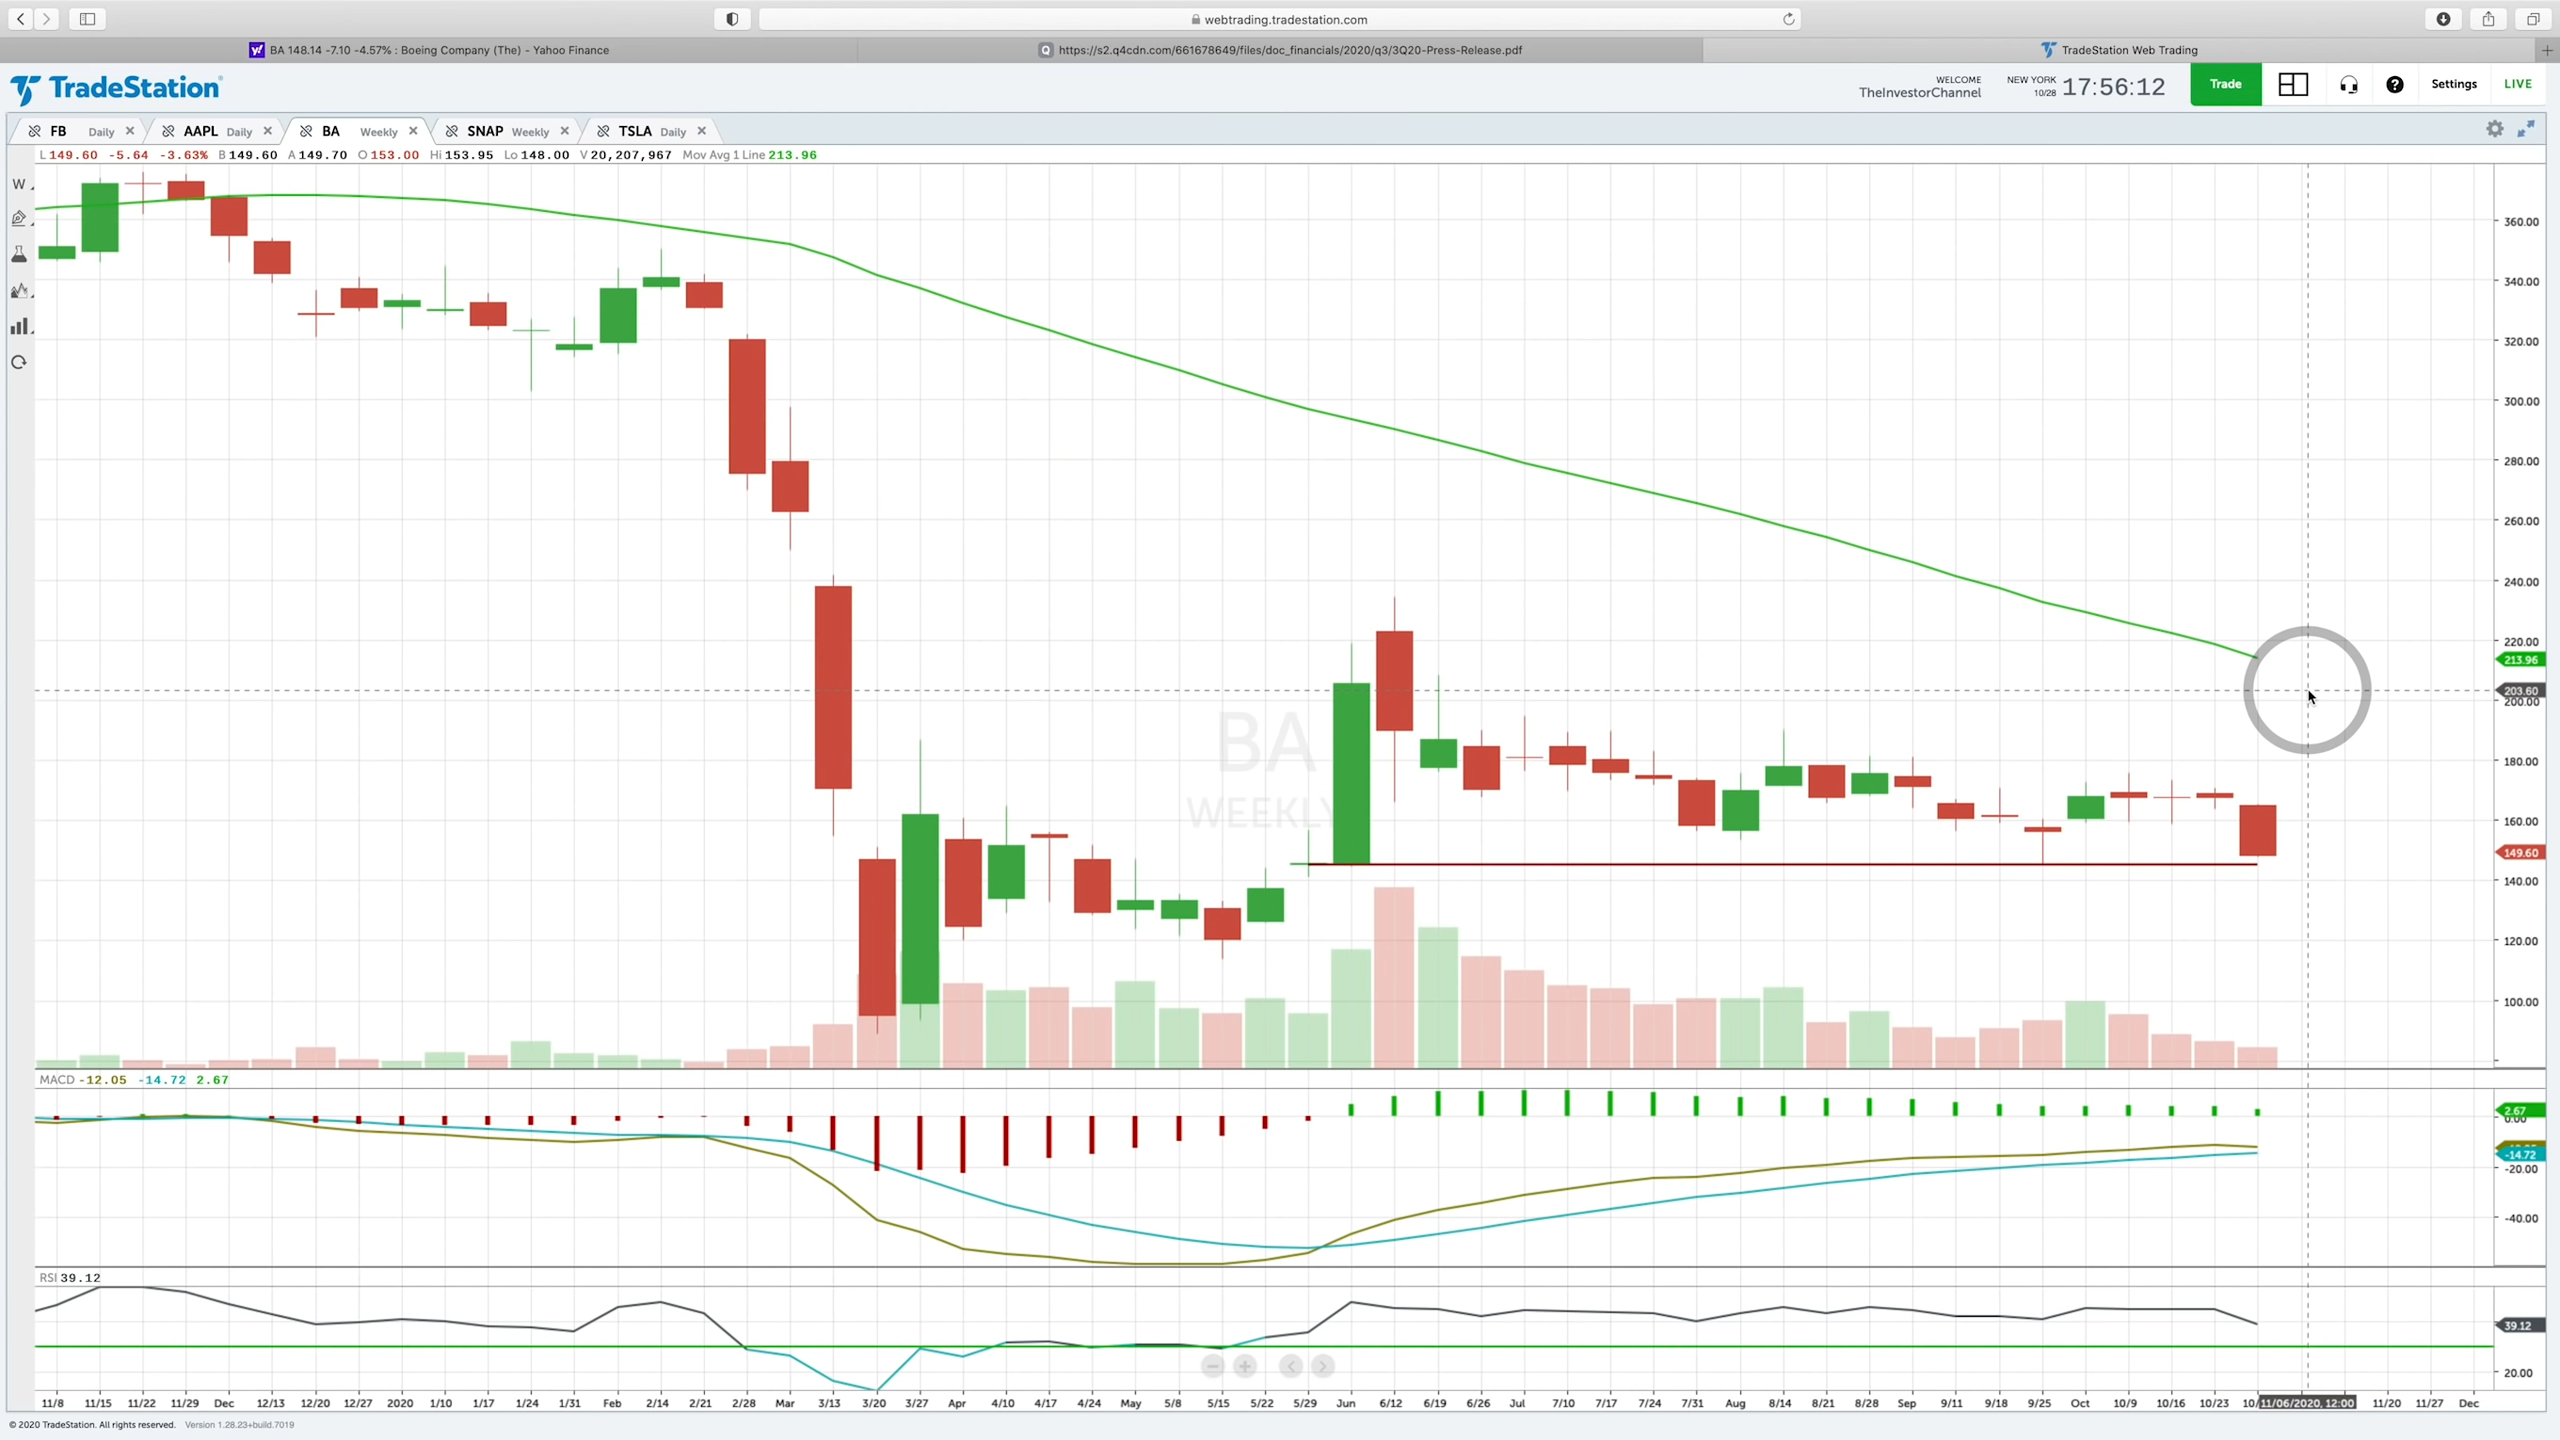 webtrading.tradestation.com
BA 148.14 -7.10 -4.57% : Boeing Company (The) - Yahoo Finance
https://s2.q4cdn.com/661678649/files/doc_financials/2020/q3/3Q20-Press-Release.pdf
TradeStation Web Trading
TradeStation
WELCOME
TheInvestorChannel
NEW YORK
10/28
17:56:12
Trade
Settings
LIVE
FB Daily
AAPL Daily
BA Weekly
SNAP Weekly
TSLA Daily
L 149.60 -5.64 -3.63% B 149.60 A 149.70 O 153.00 Hi 153.95 Lo 148.00 V 20,207,967 Mov Avg 1 Line 213.96
W
360.00
340.00
320.00
300.00
280.00
260.00
240.00
220.00
213.96
203.60
200.00
180.00
160.00
149.60
140.00
120.00
100.00
BA
WEEKLY
MACD -12.05 -14.72 2.67
2.67
0.00
-14.72
-20.00
-40.00
RSI 39.12
39.12
20.00
11/8 11/15 11/22 11/29 Dec 12/13 12/20 12/27 2020 1/10 1/17 1/24 1/31 Feb 2/14 2/21 2/28 Mar 3/13 3/20 3/27 Apr 4/10 4/17 4/24 May 5/8 5/15 5/22 5/29 Jun 6/12 6/19 6/26 Jul 7/10 7/17 7/24 7/31 Aug 8/14 8/21 8/28 Sep 9/11 9/18 9/25 Oct 10/9 10/16 10/23 10/ 11/06/2020, 12:00 11/20 11/27 Dec
© 2020 TradeStation. All rights reserved. Version 1.28.23+build.7019